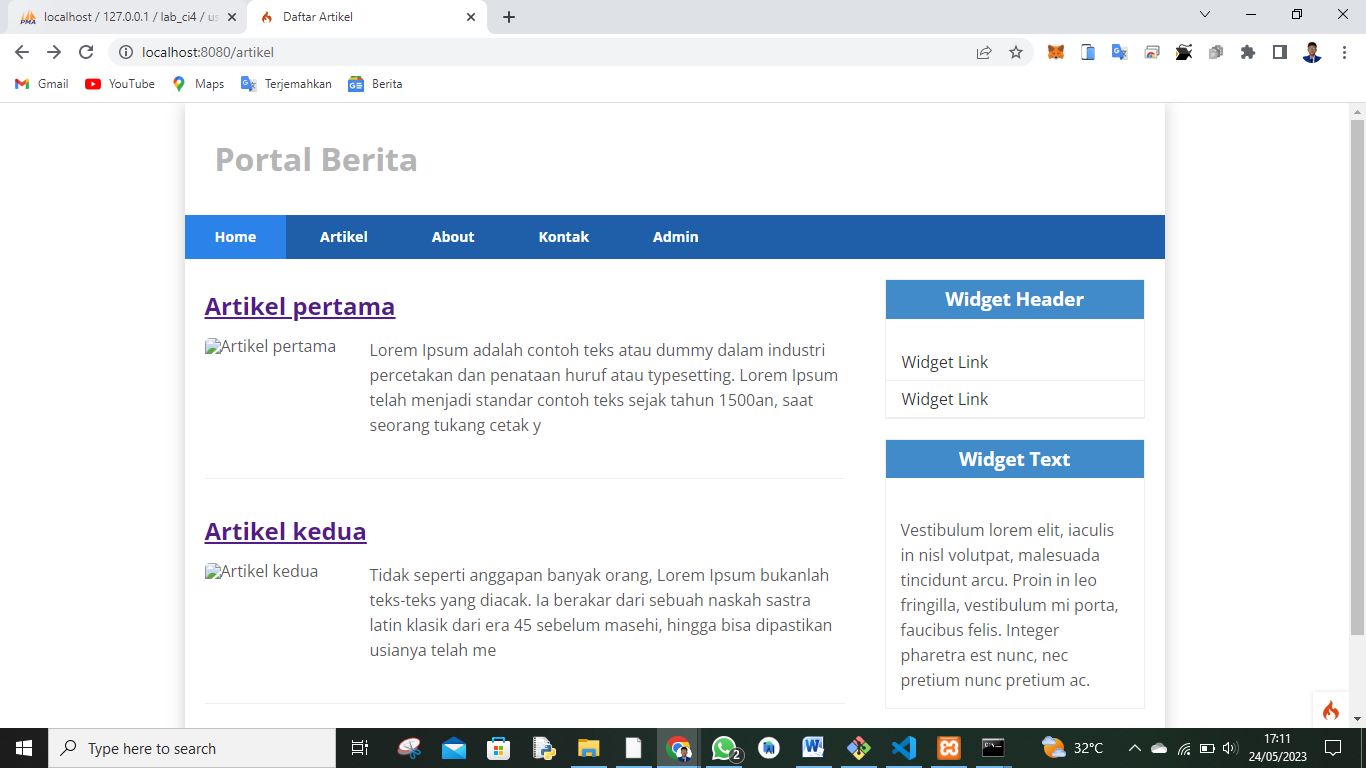 localhost / 127.0.0.1 / lab_ci4 / us
Daftar Artikel
localhost:8080/artikel
Gmail
YouTube
Maps
Terjemahkan
Berita
Portal Berita
Home
Artikel
About
Kontak
Admin
Artikel pertama
Artikel pertama
Lorem Ipsum adalah contoh teks atau dummy dalam industri
percetakan dan penataan huruf atau typesetting. Lorem Ipsum
telah menjadi standar contoh teks sejak tahun 1500an, saat
seorang tukang cetak y
Artikel kedua
Artikel kedua
Tidak seperti anggapan banyak orang, Lorem Ipsum bukanlah
teks-teks yang diacak. Ia berakar dari sebuah naskah sastra
latin klasik dari era 45 sebelum masehi, hingga bisa dipastikan
usianya telah me
Widget Header
Widget Link
Widget Link
Widget Text
Vestibulum lorem elit, iaculis
in nisl volutpat, malesuada
tincidunt arcu. Proin in leo
fringilla, vestibulum mi porta,
faucibus felis. Integer
pharetra est nunc, nec
pretium nunc pretium ac.
Type here to search
2
32°C
17:11
24/05/2023